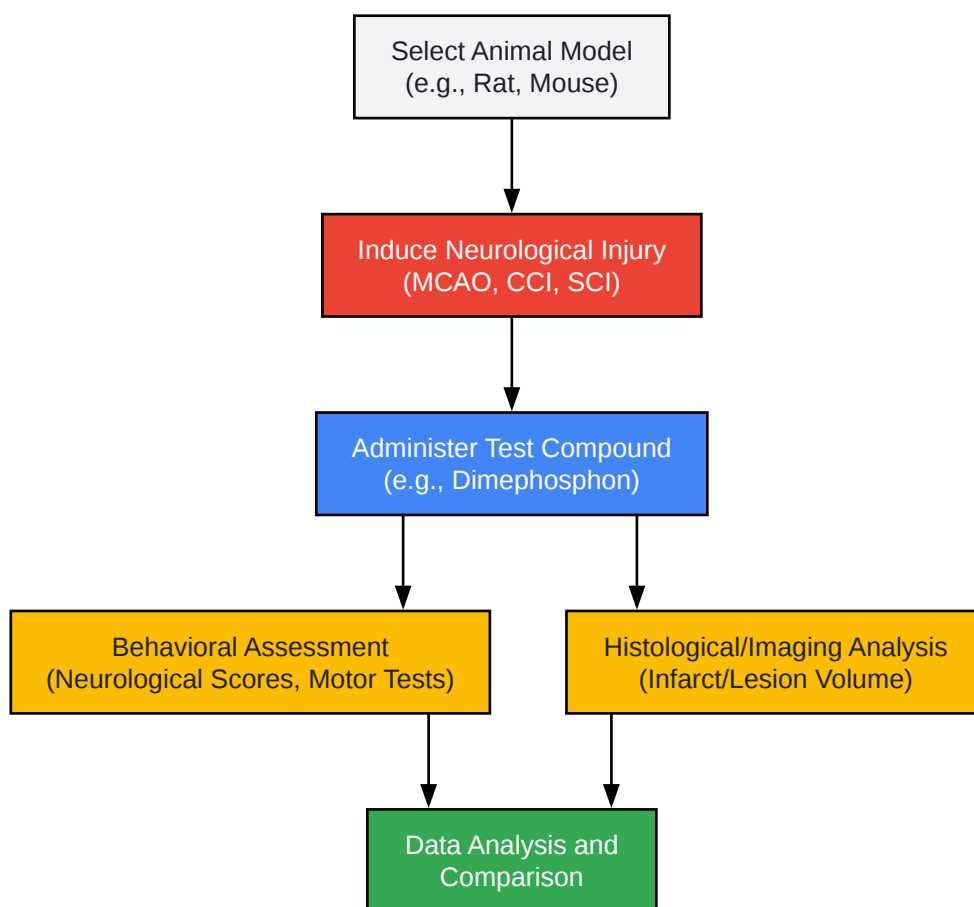 Select Animal Model
(e.g., Rat, Mouse)
Induce Neurological Injury
(MCAO, CCI, SCI)
Administer Test Compound
(e.g., Dimephosphon)
Behavioral Assessment
(Neurological Scores, Motor Tests)
Histological/Imaging Analysis
(Infarct/Lesion Volume)
Data Analysis and
Comparison